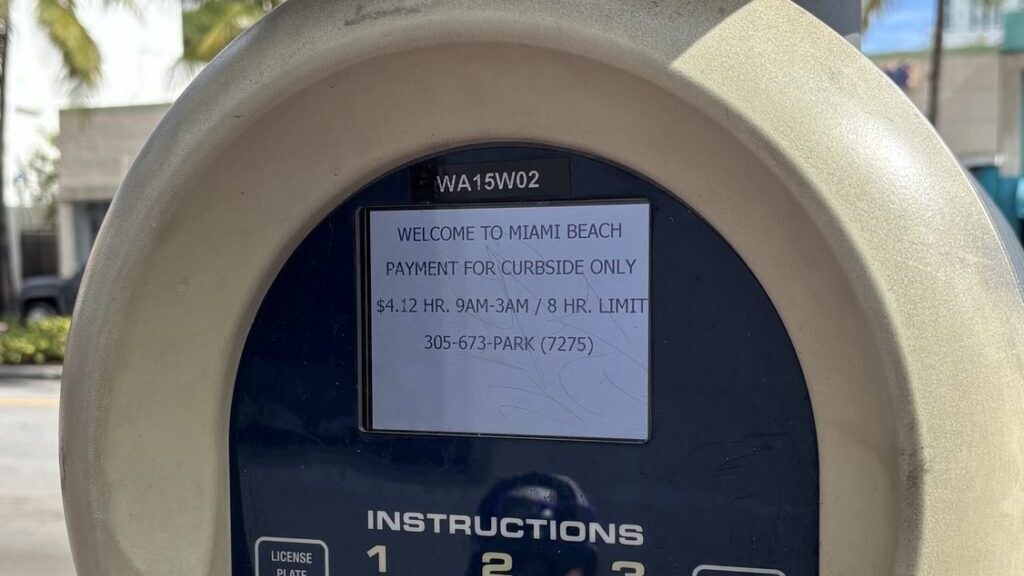 WA15W02
WELCOME TO MIAMI BEACH
PAYMENT FOR CURBSIDE ONLY
$4.12 HR. 9AM-3AM / 8 HR. LIMIT
305-673-PARK (7275)
INSTRUCTIONS
1 2 3
LICENSE
PLATE